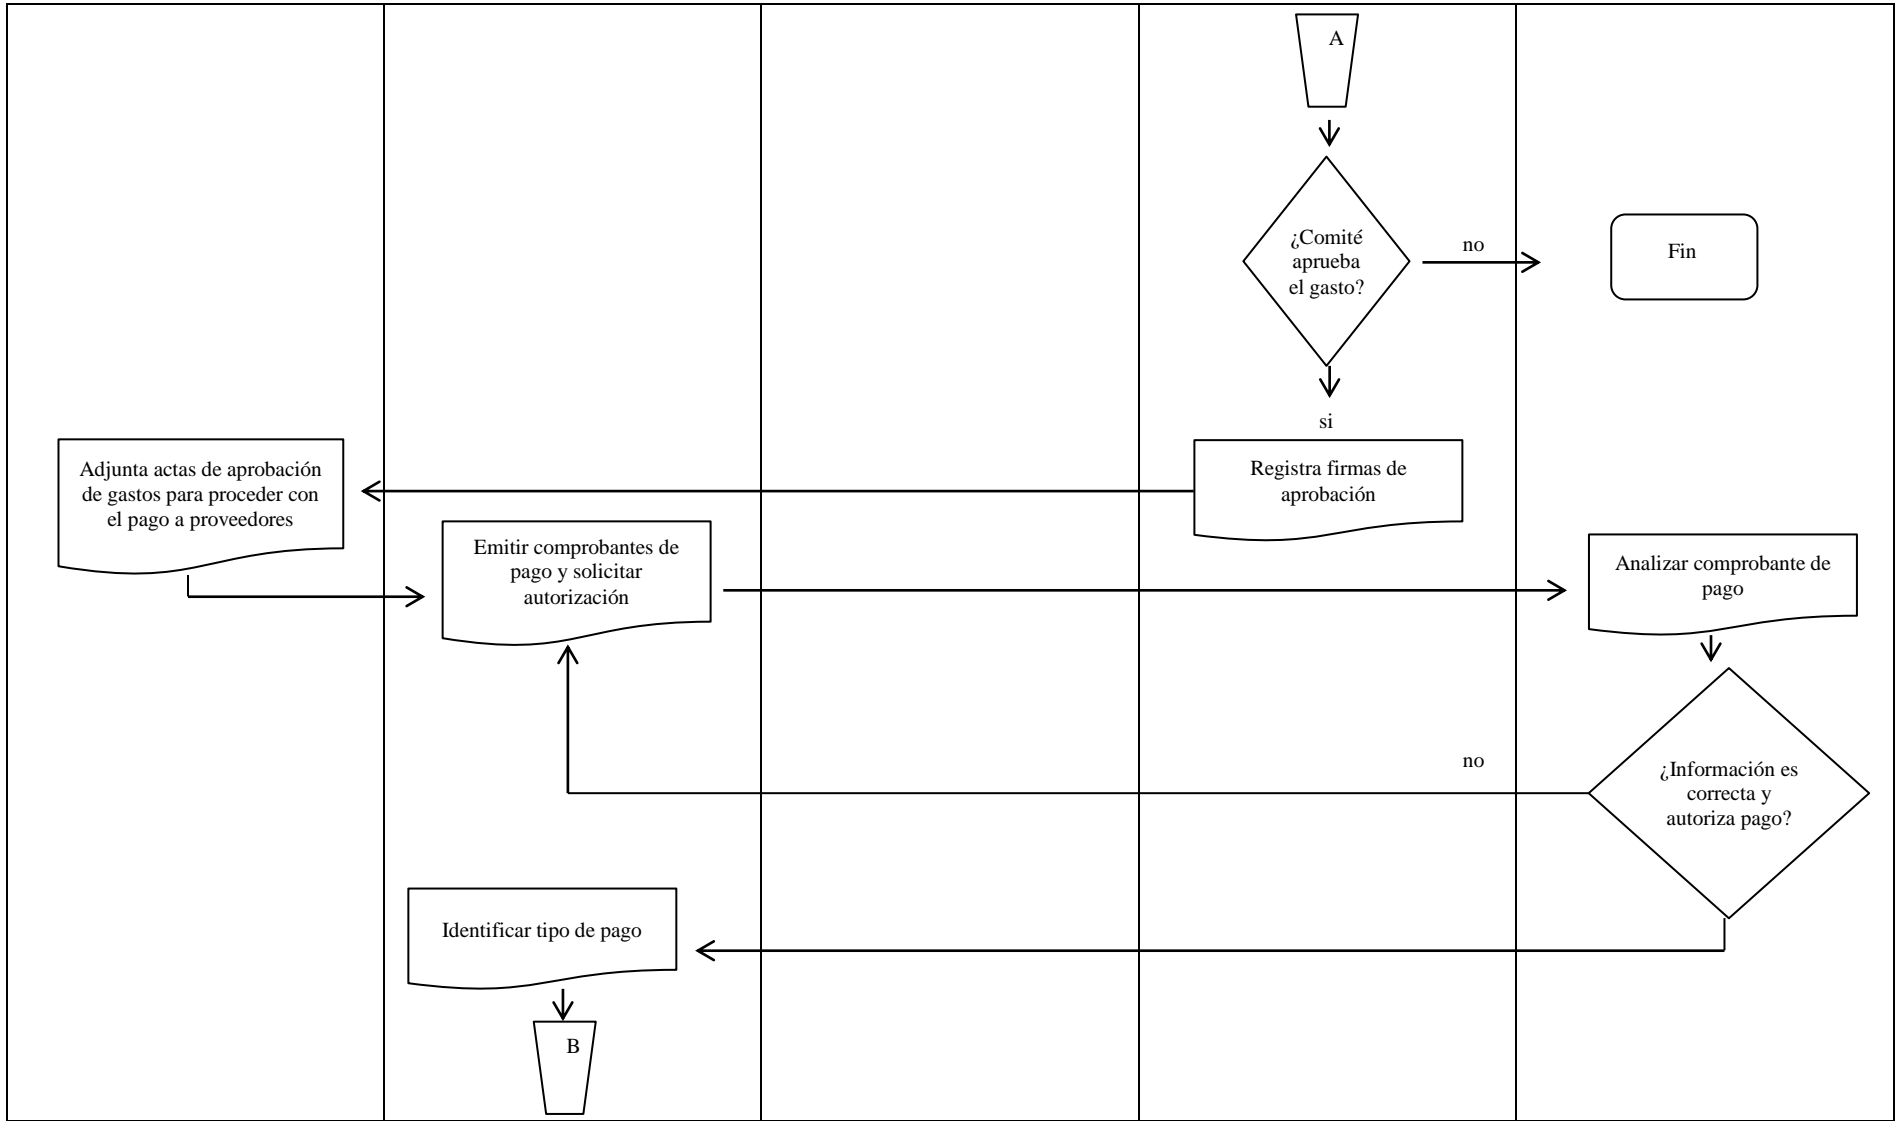 A
¿Comité
aprueba
el gasto?
no
Fin
si
Adjunta actas de aprobación
de gastos para proceder con
el pago a proveedores
Registra firmas de
aprobación
Emitir comprobantes de
pago y solicitar
autorización
Analizar comprobante de
pago
no
¿Información es
correcta y
autoriza pago?
Identificar tipo de pago
B